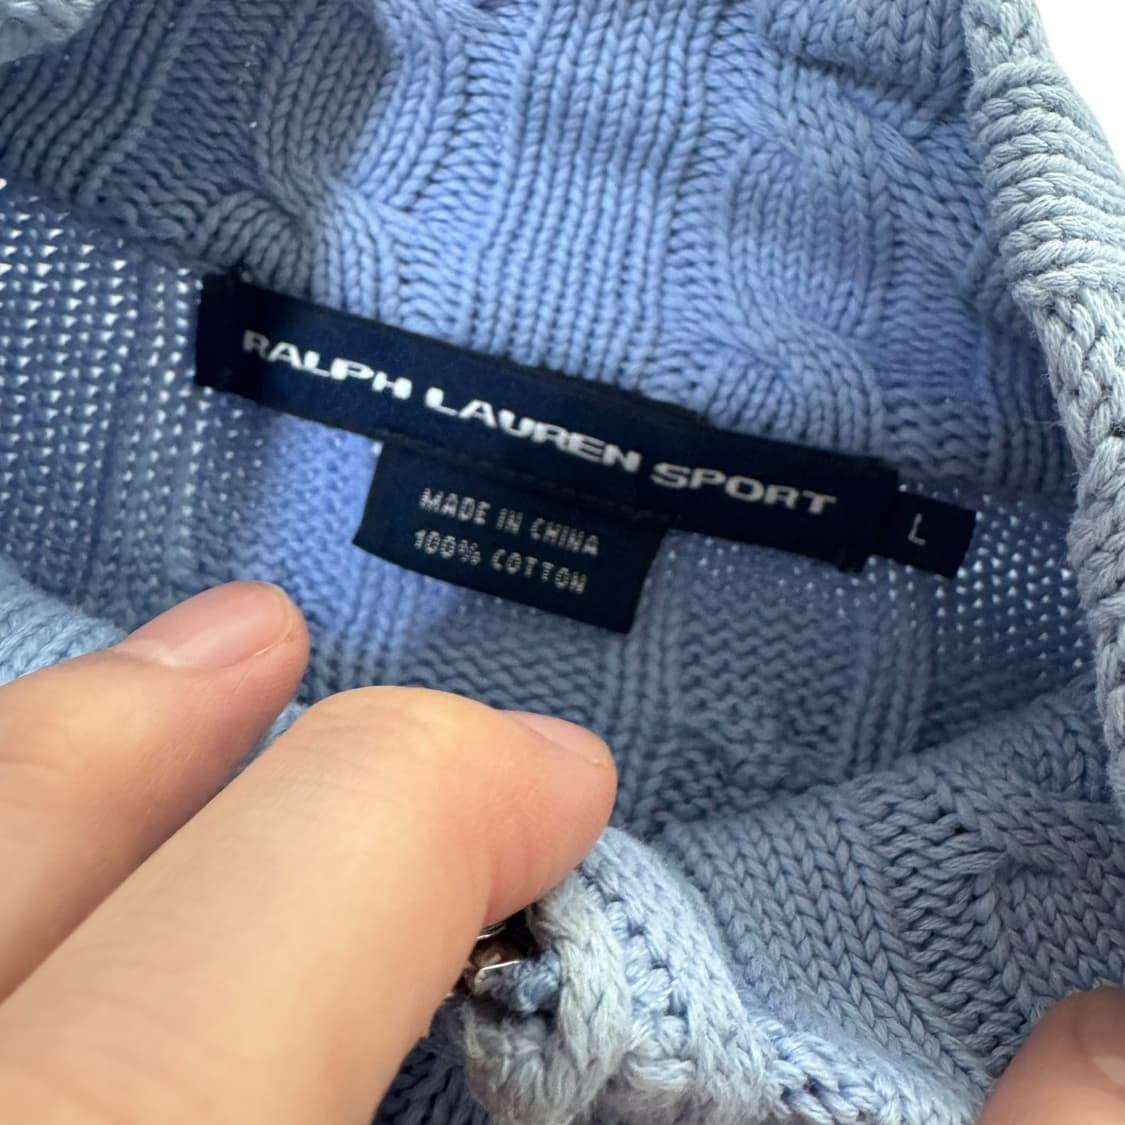 RALPH LAUREN SPORT
L
MADE IN CHINA
100% COTTON